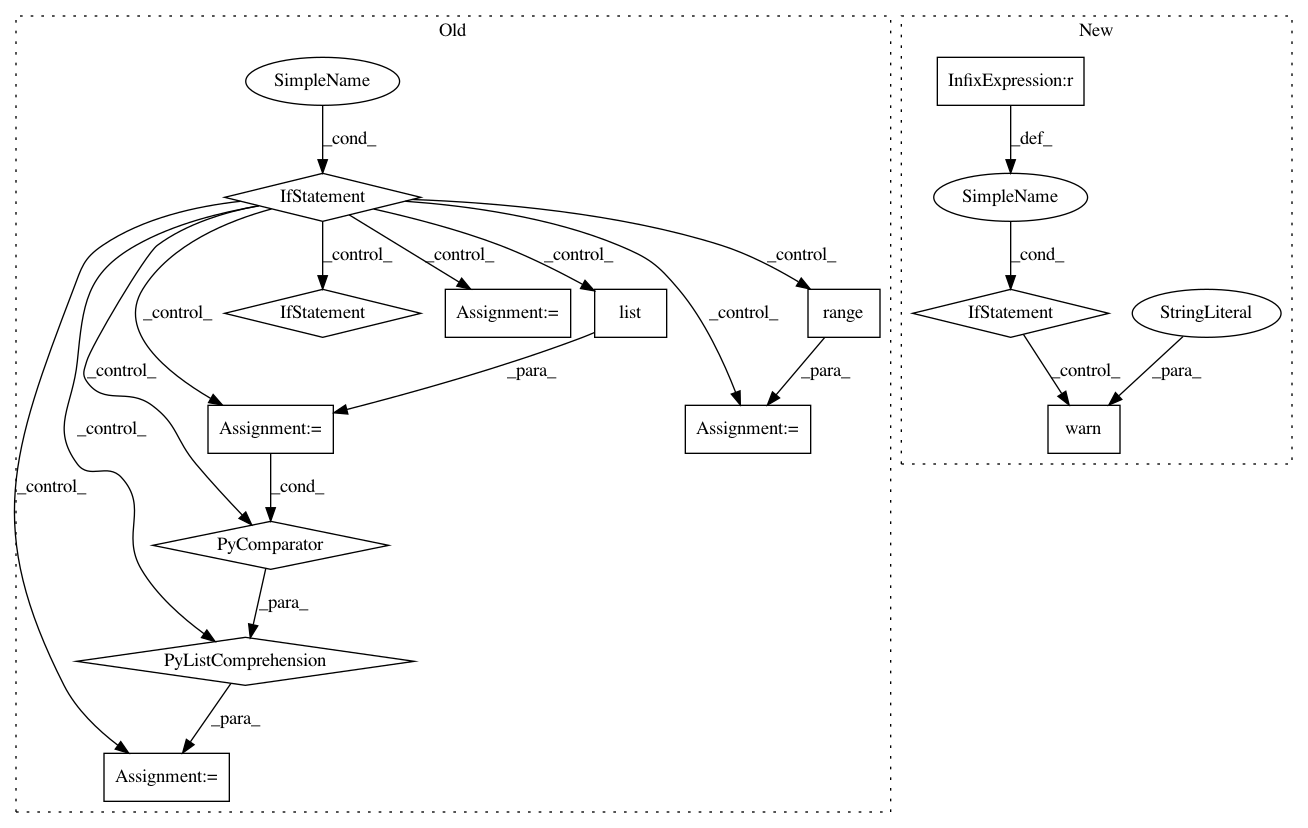 Old
New
SimpleName
InfixExpression:r
_cond_
_def_
IfStatement
SimpleName
_control_
_control_
_control_
_control_
_cond_
_control_
IfStatement
Assignment:=
list
_control_
range
IfStatement
StringLiteral
_control_
_para_
_para_
_control_
_para_
_control_
Assignment:=
Assignment:=
warn
_control_
_cond_
PyComparator
_para_
PyListComprehension
_para_
Assignment:=